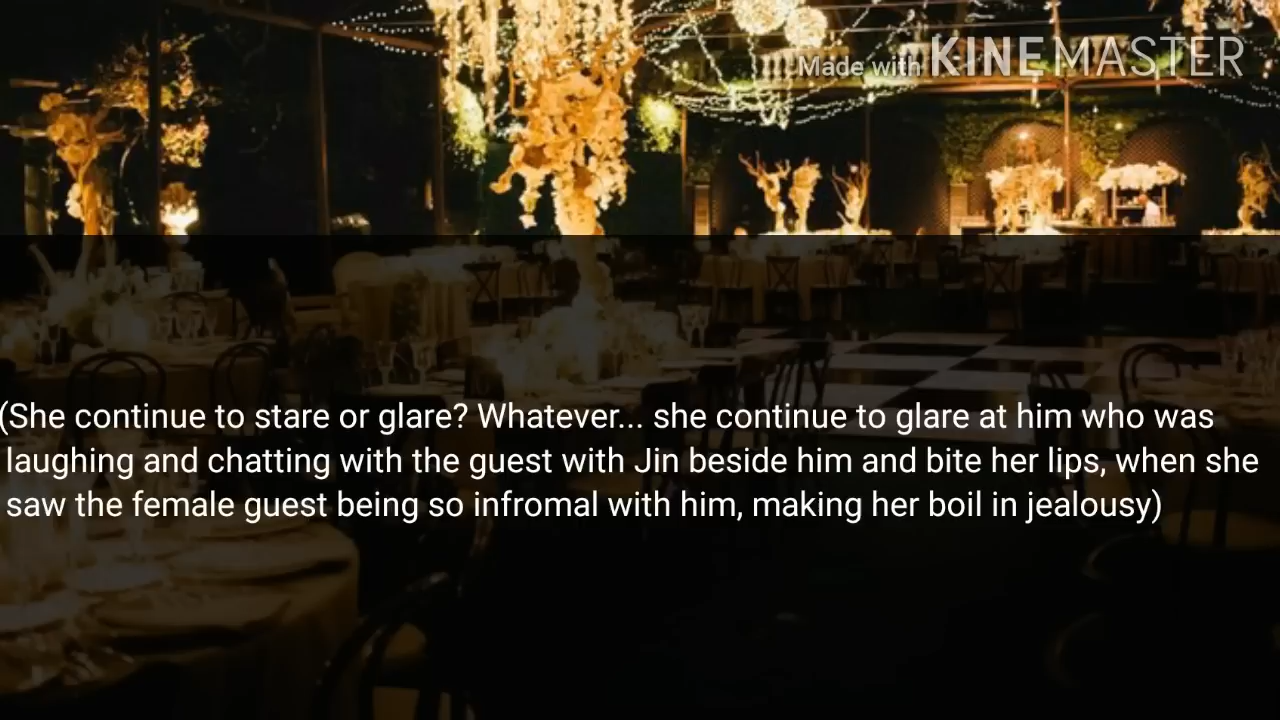 Made with KINEMASTER
(She continue to stare or glare? Whatever... she continue to glare at him who was
laughing and chatting with the guest with Jin beside him and bite her lips, when she
saw the female guest being so infromal with him, making her boil in jealousy)